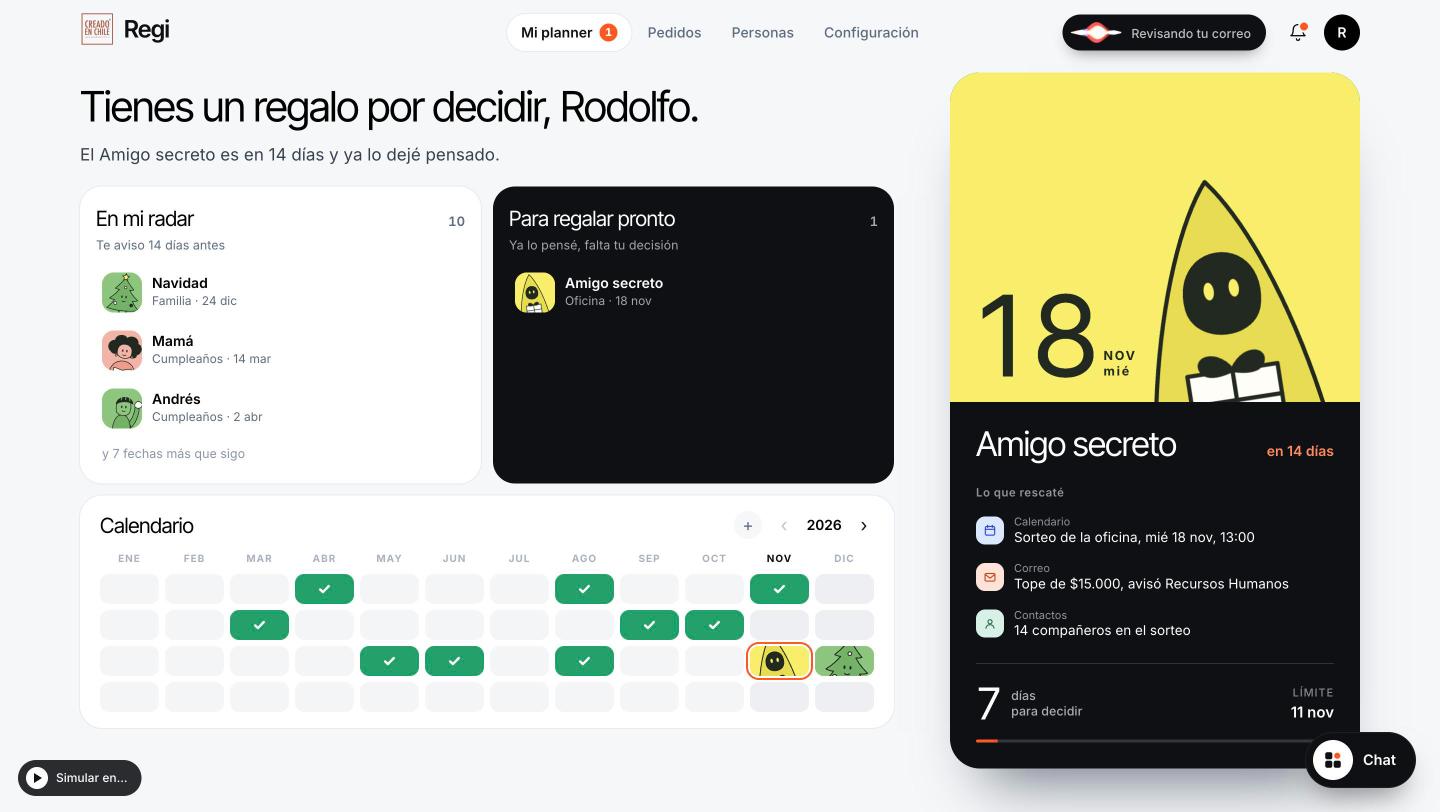 CREADO
EN CHILE
Regi
Mi planner 1
Pedidos
Personas
Configuración
Revisando tu correo
R
Tienes un regalo por decidir, Rodolfo.
El Amigo secreto es en 14 días y ya lo dejé pensado.
En mi radar
10
Te aviso 14 días antes
Navidad
Familia · 24 dic
Mamá
Cumpleaños · 14 mar
Andrés
Cumpleaños · 2 abr
y 7 fechas más que sigo
Para regalar pronto
1
Ya lo pensé, falta tu decisión
Amigo secreto
Oficina · 18 nov
Calendario
+ ‹ 2026 ›
ENE FEB MAR ABR MAY JUN JUL AGO SEP OCT NOV DIC
18
NOV
mié
Amigo secreto
en 14 días
Lo que rescaté
Calendario
Sorteo de la oficina, mié 18 nov, 13:00
Correo
Tope de $15.000, avisó Recursos Humanos
Contactos
14 compañeros en el sorteo
7
días
para decidir
LÍMITE
11 nov
Simular en...
Chat